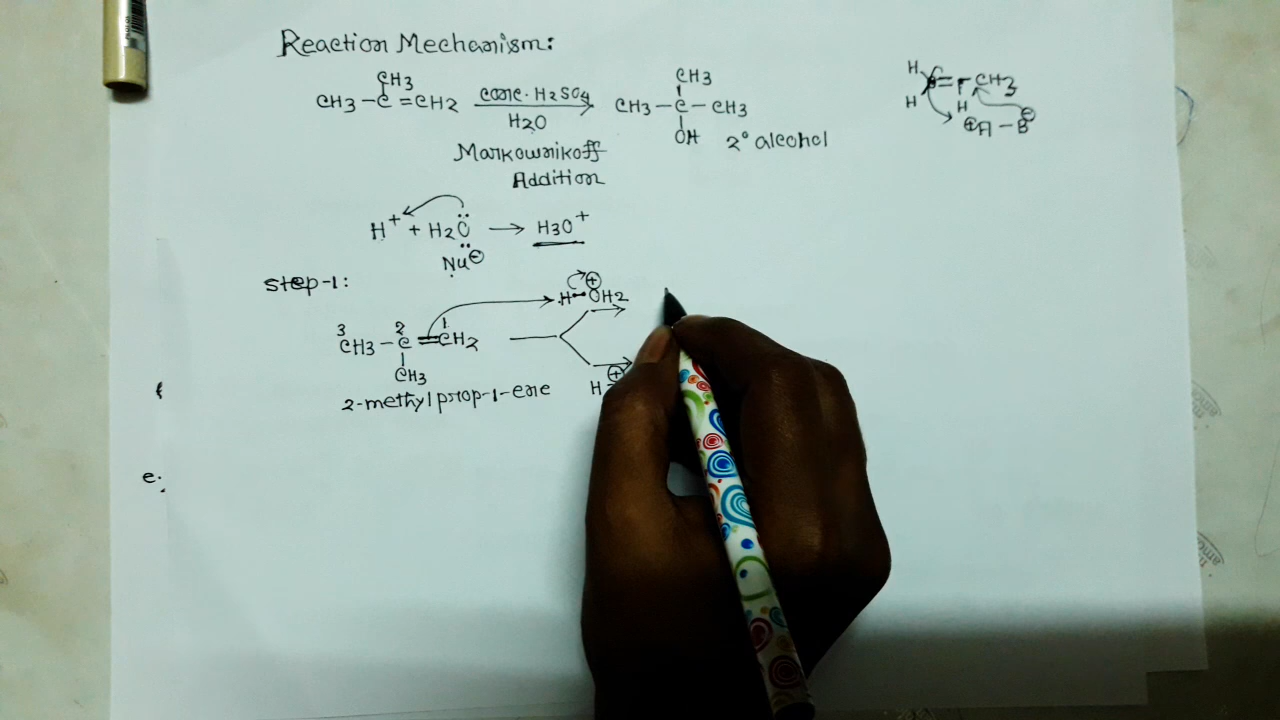 Reaction Mechanism:
CH3
CH3 – C = CH2
conc. H2SO4
H2O
CH3
CH3 – C – CH3
OH
2° alcohol
Markownikoff
Addition
H
H
CH3
H
⊕A – B
⊖
H+ + H2O → H3O+
Nu⊖
step-1:
⊕
H – OH2
3 2 1
CH3 – C = CH2
CH3
2-methylprop-1-ene
⊕
H
e.